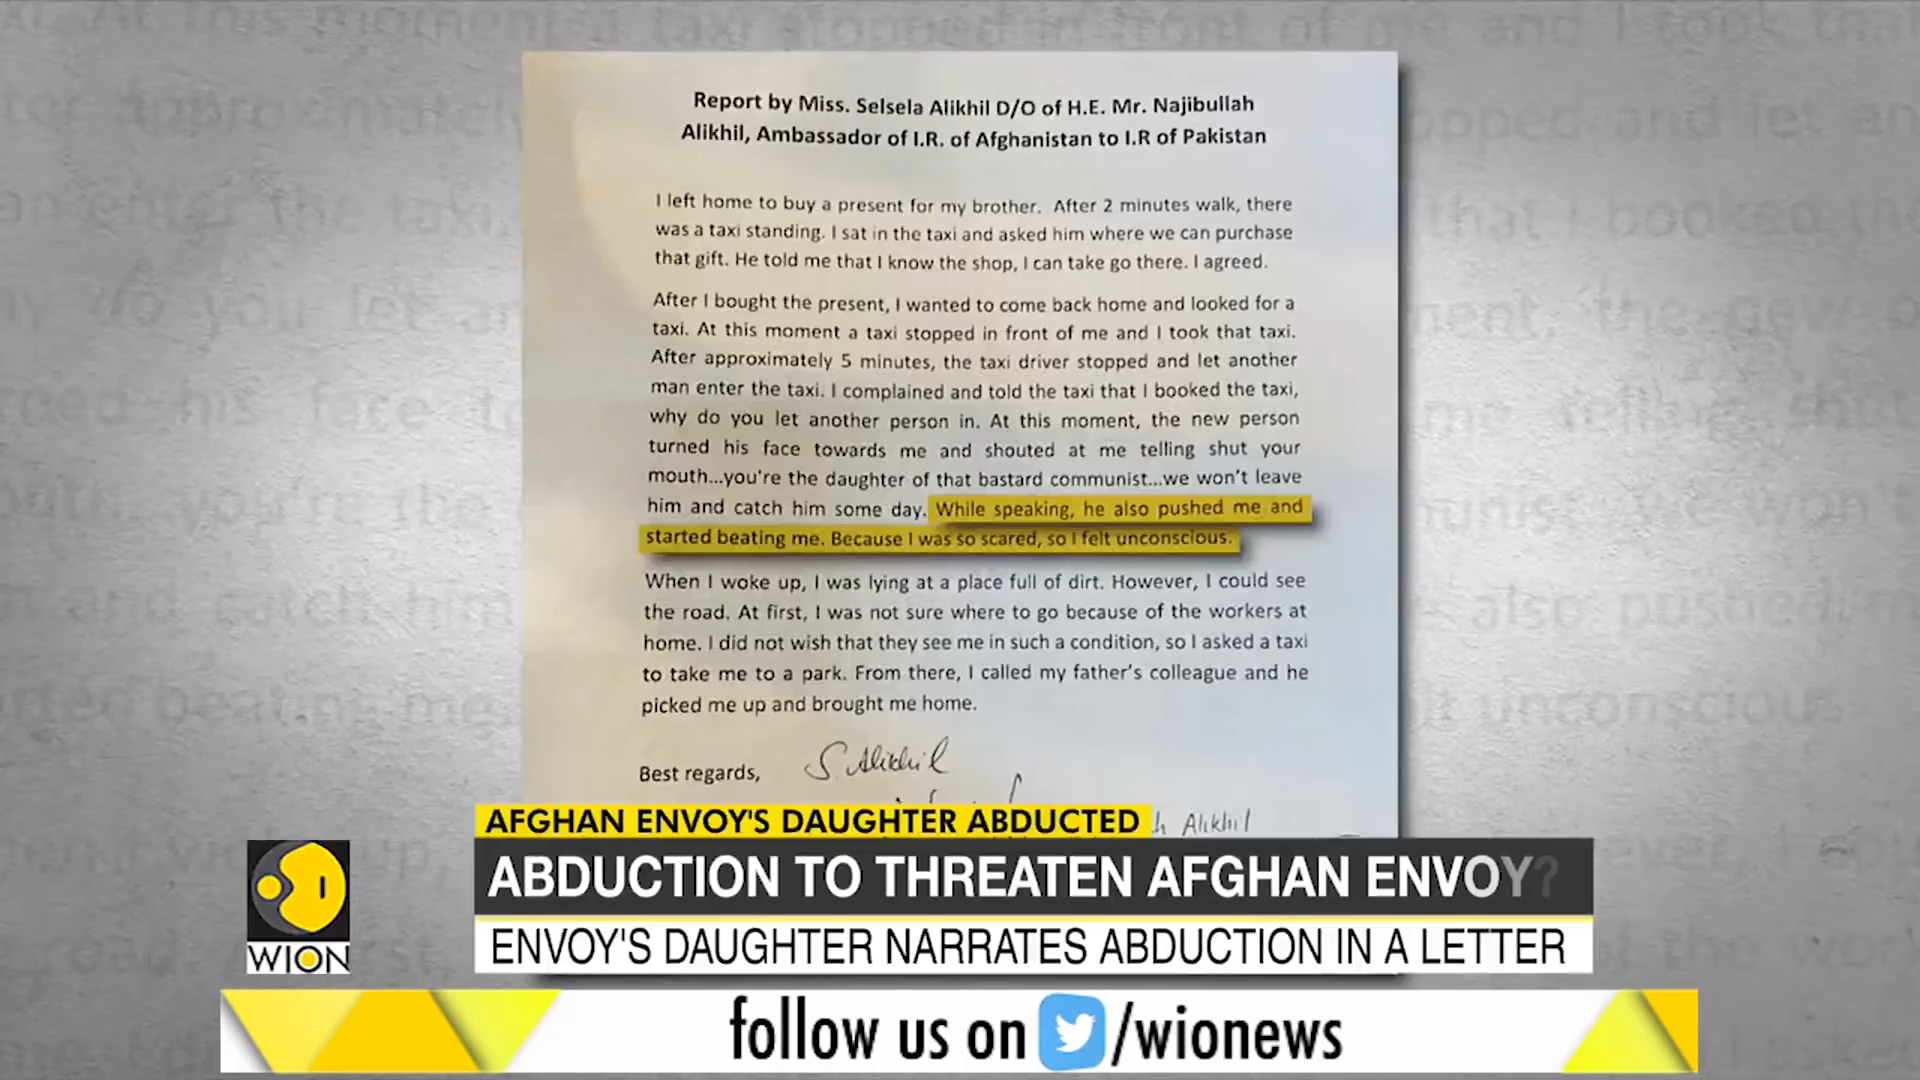 Report by Miss. Selsela Alikhil D/O of H.E. Mr. Najibullah
Alikhil, Ambassador of I.R. of Afghanistan to I.R of Pakistan
I left home to buy a present for my brother. After 2 minutes walk, there
was a taxi standing. I sat in the taxi and asked him where we can purchase
that gift. He told me that I know the shop, I can take go there. I agreed.
After I bought the present, I wanted to come back home and looked for a
taxi. At this moment a taxi stopped in front of me and I took that taxi.
After approximately 5 minutes, the taxi driver stopped and let another
man enter the taxi. I complained and told the taxi that I booked the taxi,
why do you let another person in. At this moment, the new person
turned his face towards me and shouted at me telling shut your
mouth...you're the daughter of that bastard communist...we won't leave
him and catch him some day. While speaking, he also pushed me and
started beating me. Because I was so scared, so I felt unconscious.
When I woke up, I was lying at a place full of dirt. However, I could see
the road. At first, I was not sure where to go because of the workers at
home. I did not wish that they see me in such a condition, so I asked a taxi
to take me to a park. From there, I called my father's colleague and he
picked me up and brought me home.
Best regards, S. Alikhil
Alikhil
AFGHAN ENVOY'S DAUGHTER ABDUCTED
ABDUCTION TO THREATEN AFGHAN ENVOY?
ENVOY'S DAUGHTER NARRATES ABDUCTION IN A LETTER
WION
follow us on /wionews